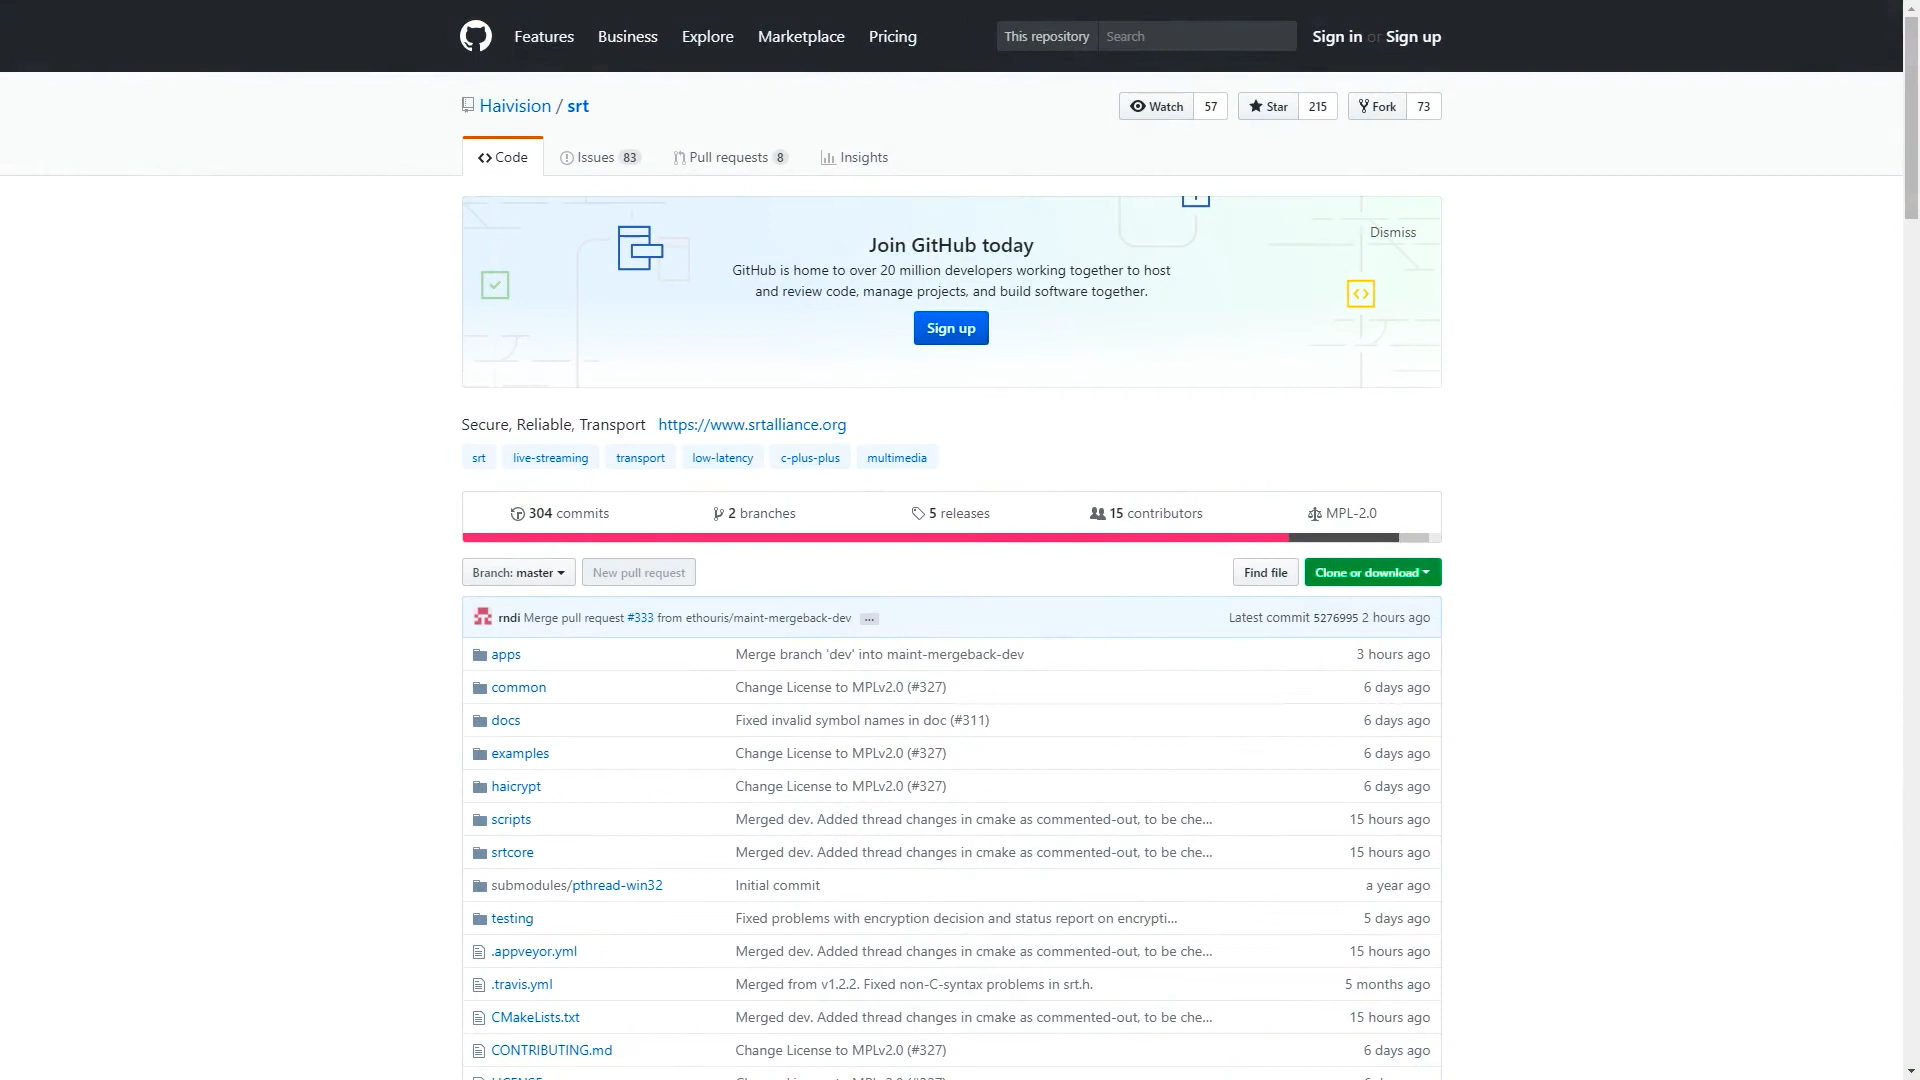 Features Business Explore Marketplace Pricing This repository Search Sign in or Sign up
Haivision / srt Watch 57 Star 215 Fork 73
Code Issues 83 Pull requests 8 Insights
Join GitHub today
Dismiss
GitHub is home to over 20 million developers working together to host
and review code, manage projects, and build software together.
Sign up
Secure, Reliable, Transport https://www.srtalliance.org
srt live-streaming transport low-latency c-plus-plus multimedia
304 commits 2 branches 5 releases 15 contributors MPL-2.0
Branch: master New pull request Find file Clone or download
rndi Merge pull request #333 from ethouris/maint-mergeback-dev ... Latest commit 5276995 2 hours ago
apps Merge branch 'dev' into maint-mergeback-dev 3 hours ago
common Change License to MPLv2.0 (#327) 6 days ago
docs Fixed invalid symbol names in doc (#311) 6 days ago
examples Change License to MPLv2.0 (#327) 6 days ago
haicrypt Change License to MPLv2.0 (#327) 6 days ago
scripts Merged dev. Added thread changes in cmake as commented-out, to be che... 15 hours ago
srtcore Merged dev. Added thread changes in cmake as commented-out, to be che... 15 hours ago
submodules/pthread-win32 Initial commit a year ago
testing Fixed problems with encryption decision and status report on encrypti... 5 days ago
.appveyor.yml Merged dev. Added thread changes in cmake as commented-out, to be che... 15 hours ago
.travis.yml Merged from v1.2.2. Fixed non-C-syntax problems in srt.h. 5 months ago
CMakeLists.txt Merged dev. Added thread changes in cmake as commented-out, to be che... 15 hours ago
CONTRIBUTING.md Change License to MPLv2.0 (#327) 6 days ago